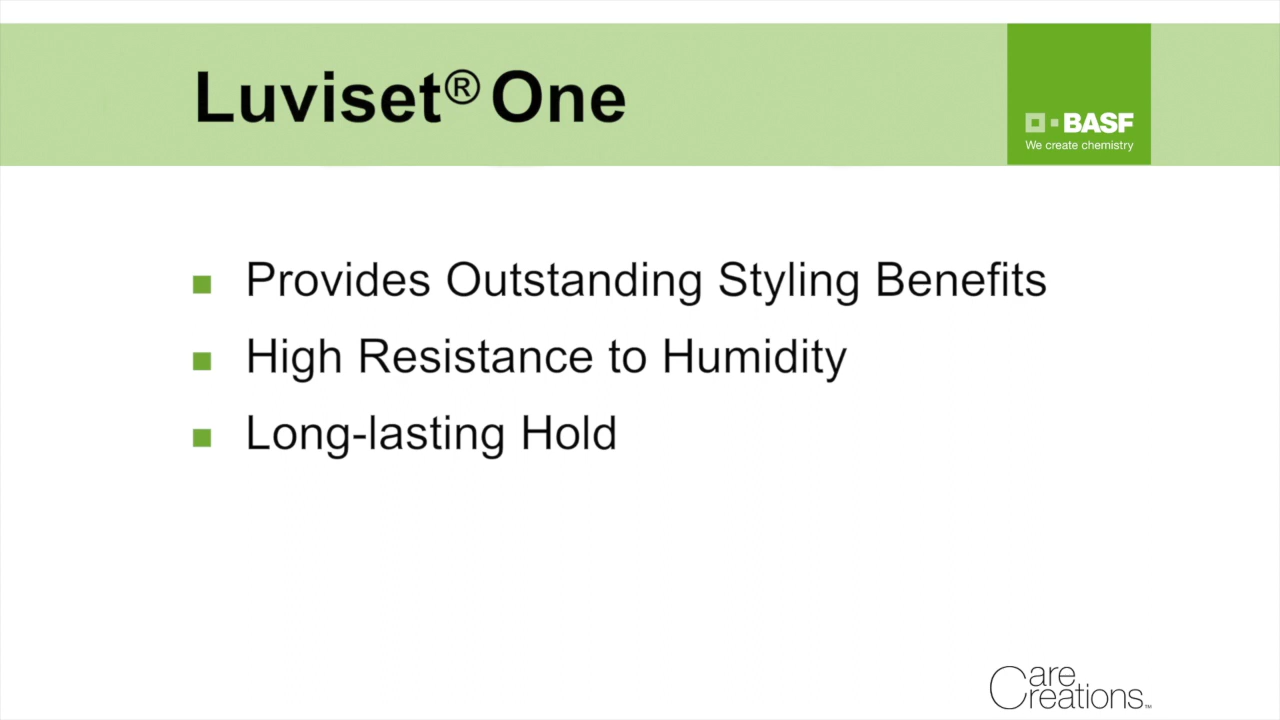 Luviset® One
BASF
We create chemistry
Provides Outstanding Styling Benefits
High Resistance to Humidity
Long-lasting Hold
Care
Creations™